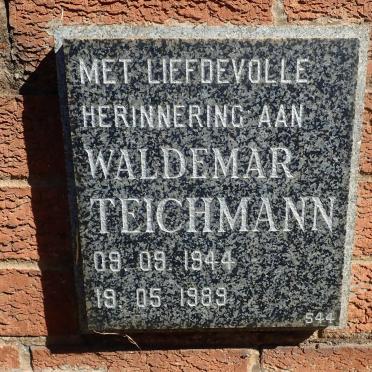 MET LIEFDEVOLLE
HERINNERING AAN
WALDEMAR
TEICHMANN
09.09.1944
19.05.1989
544